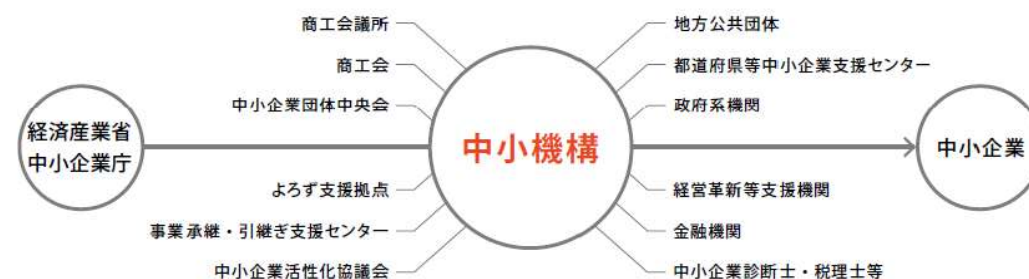 商工会議所
商工会
中小企業団体中央会
経済産業省
中小企業庁
よろず支援拠点
事業承継・引継ぎ支援センター
中小企業活性化協議会
中小機構
地方公共団体
都道府県等中小企業支援センター
政府系機関
経営革新等支援機関
金融機関
中小企業診断士・税理士等
中小企業